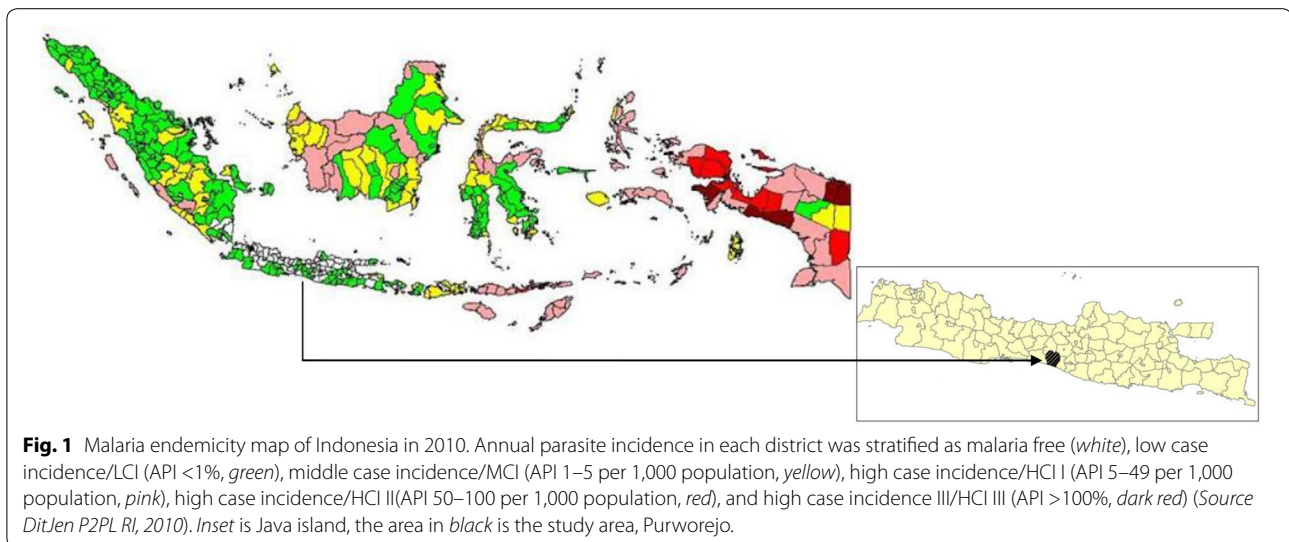 Fig. 1 Malaria endemicity map of Indonesia in 2010. Annual parasite incidence in each district was stratified as malaria free (white), low case
incidence/LCI (API <1%, green), middle case incidence/MCI (API 1–5 per 1,000 population, yellow), high case incidence/HCI I (API 5–49 per 1,000
population, pink), high case incidence/HCI II(API 50–100 per 1,000 population, red), and high case incidence III/HCI III (API >100%, dark red) (Source
DitJen P2PL RI, 2010). Inset is Java island, the area in black is the study area, Purworejo.